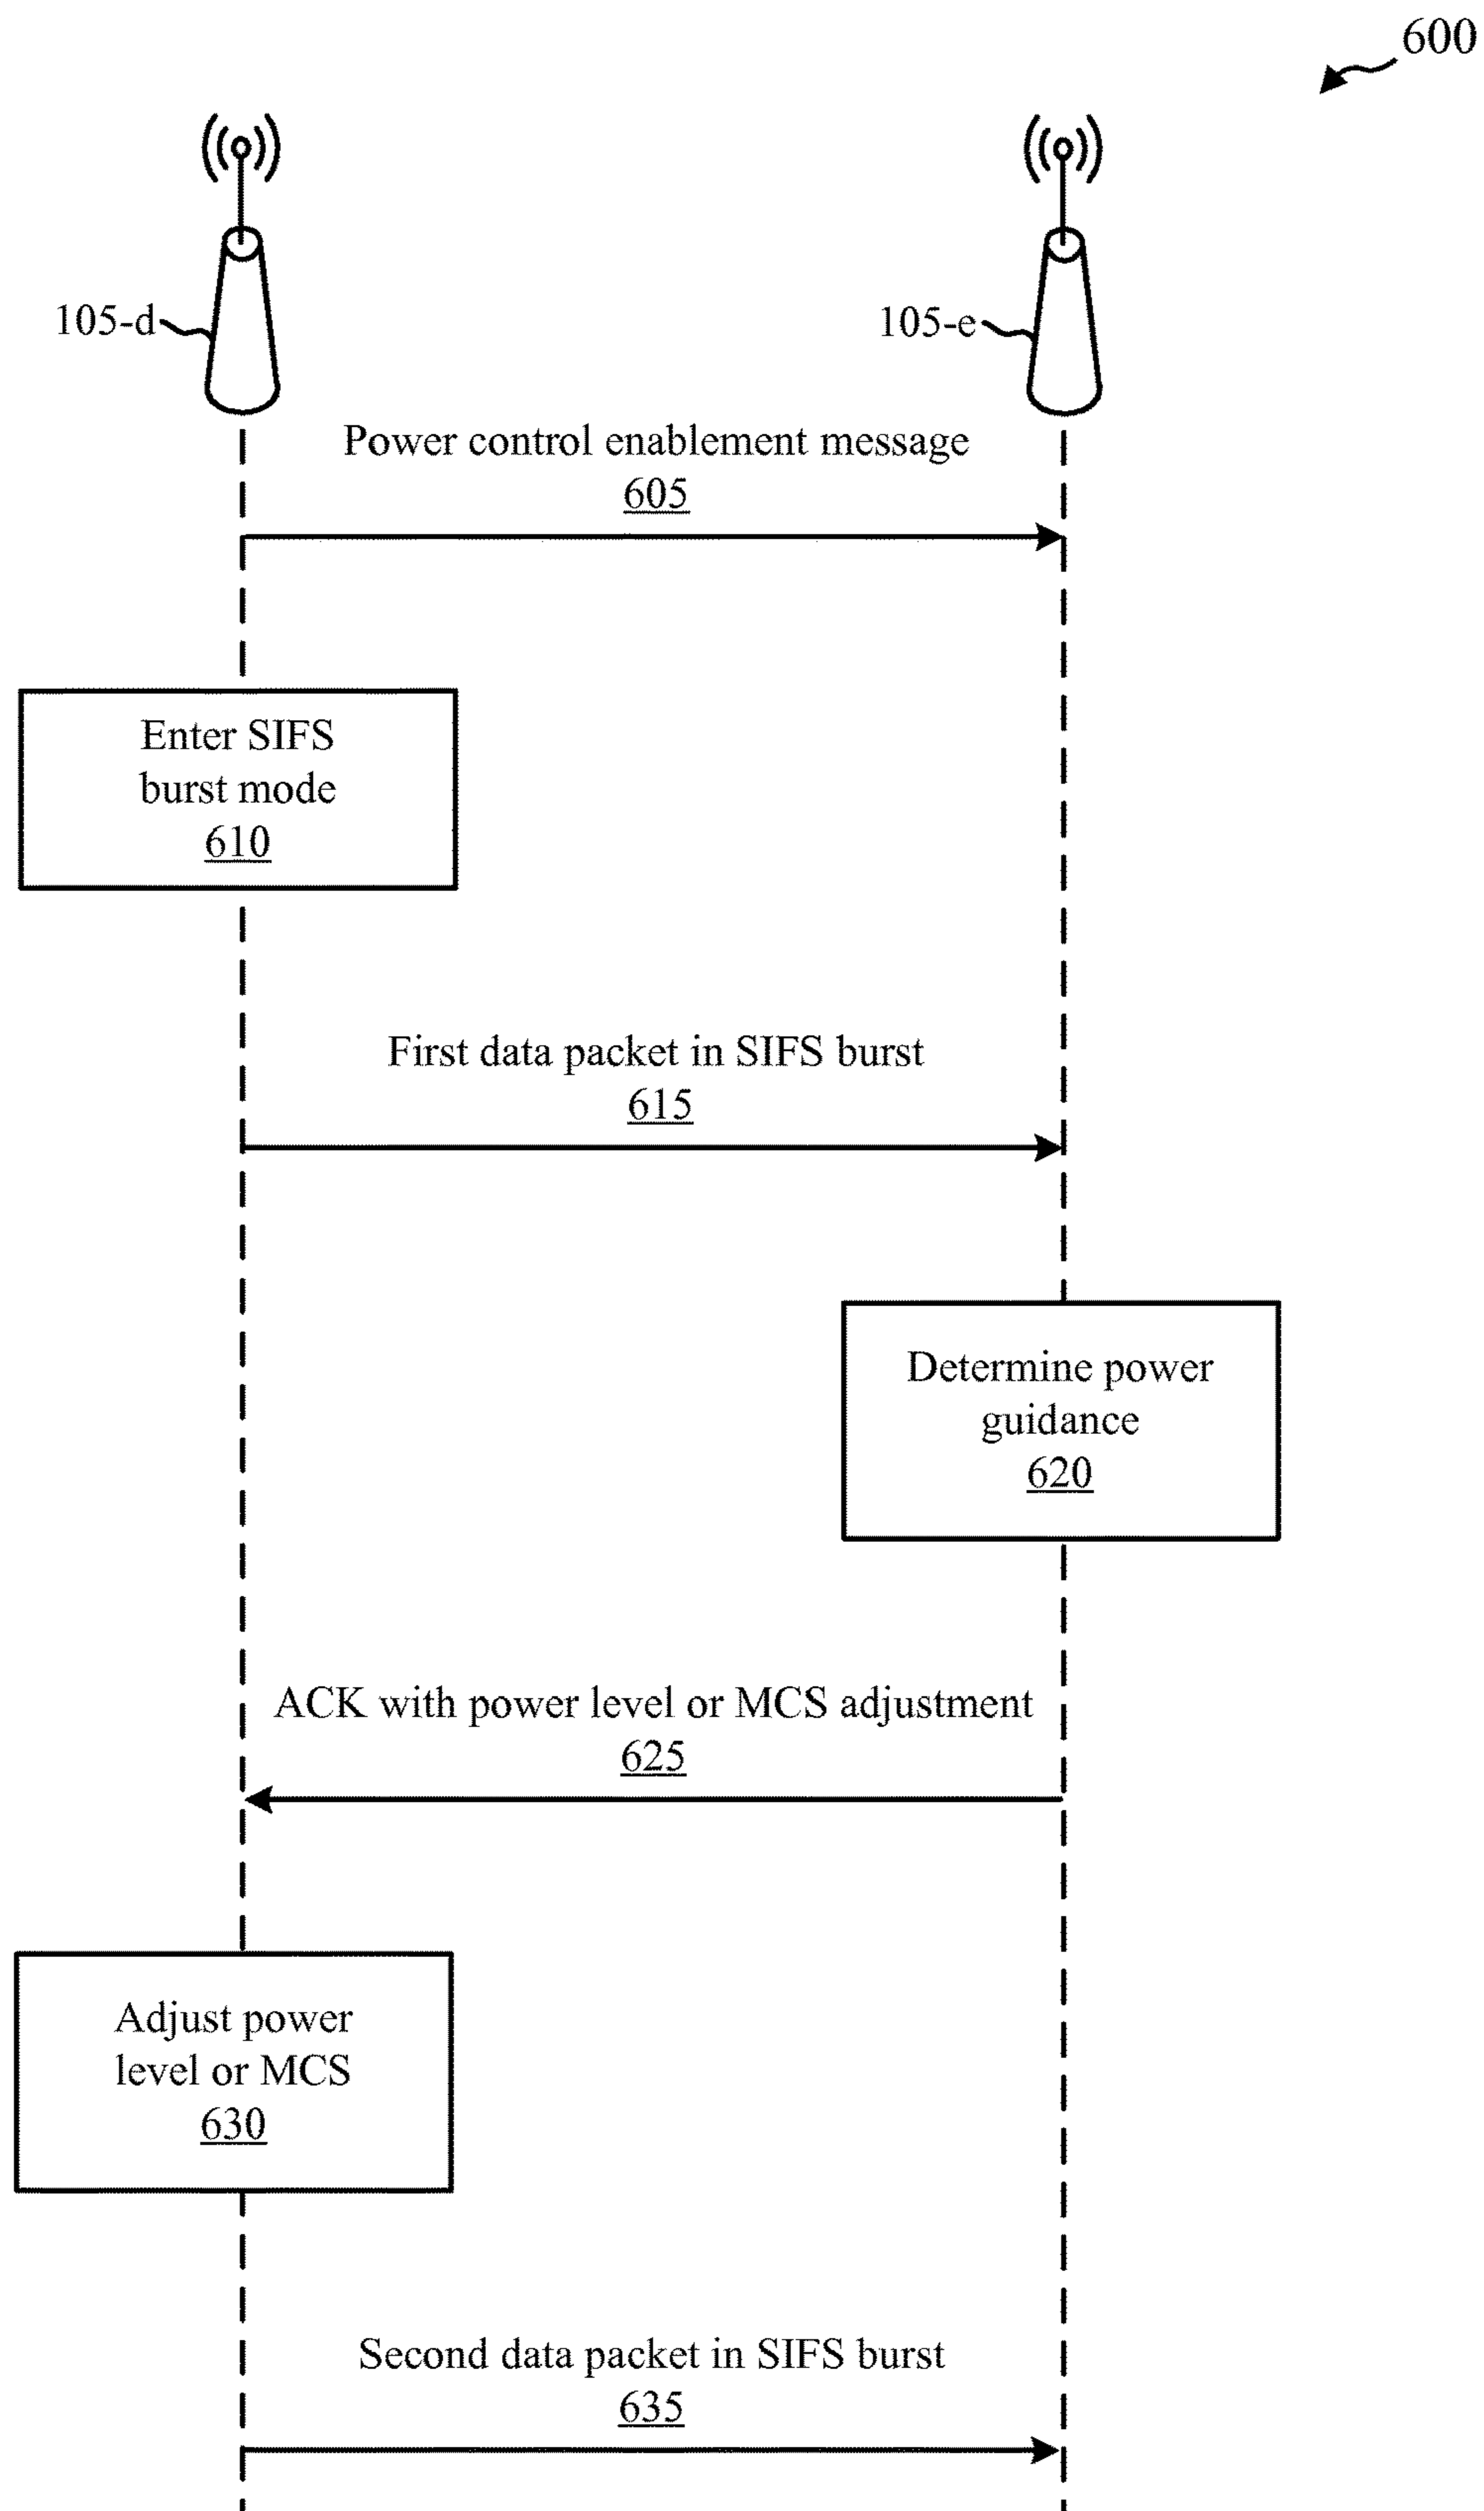 600
105-d
105-e
Power control enablement message
605
Enter SIFS
burst mode
610
First data packet in SIFS burst
615
Determine power
guidance
620
ACK with power level or MCS adjustment
625
Adjust power
level or MCS
630
Second data packet in SIFS burst
635